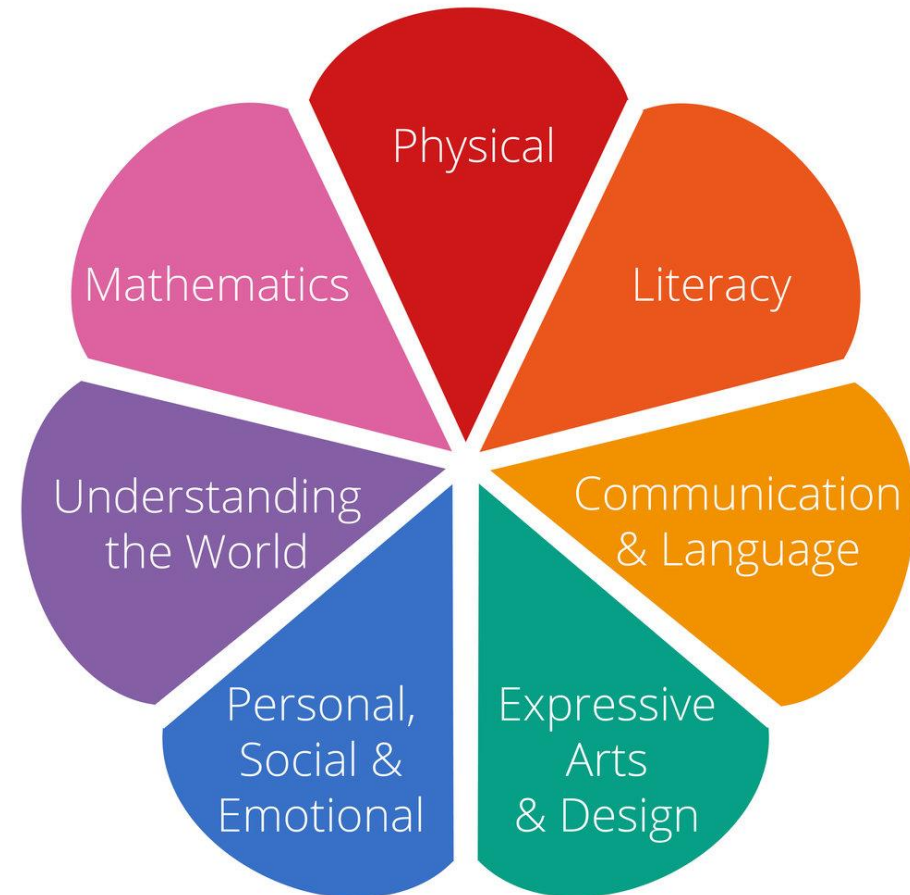 Physical
Literacy
Communication
& Language
Expressive
Arts
& Design
Personal,
Social &
Emotional
Understanding
the World
Mathematics